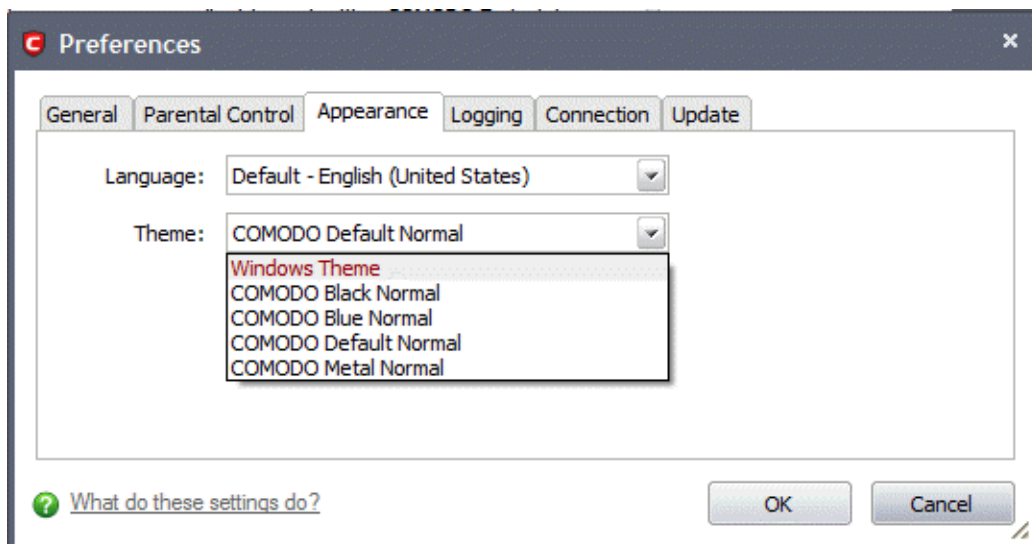 COMODO
Preferences
General Parental Control Appearance Logging Connection Update
Language: Default - English (United States)
Theme: COMODO Default Normal
Windows Theme
COMODO Black Normal
COMODO Blue Normal
COMODO Default Normal
COMODO Metal Normal
What do these settings do?
OK Cancel